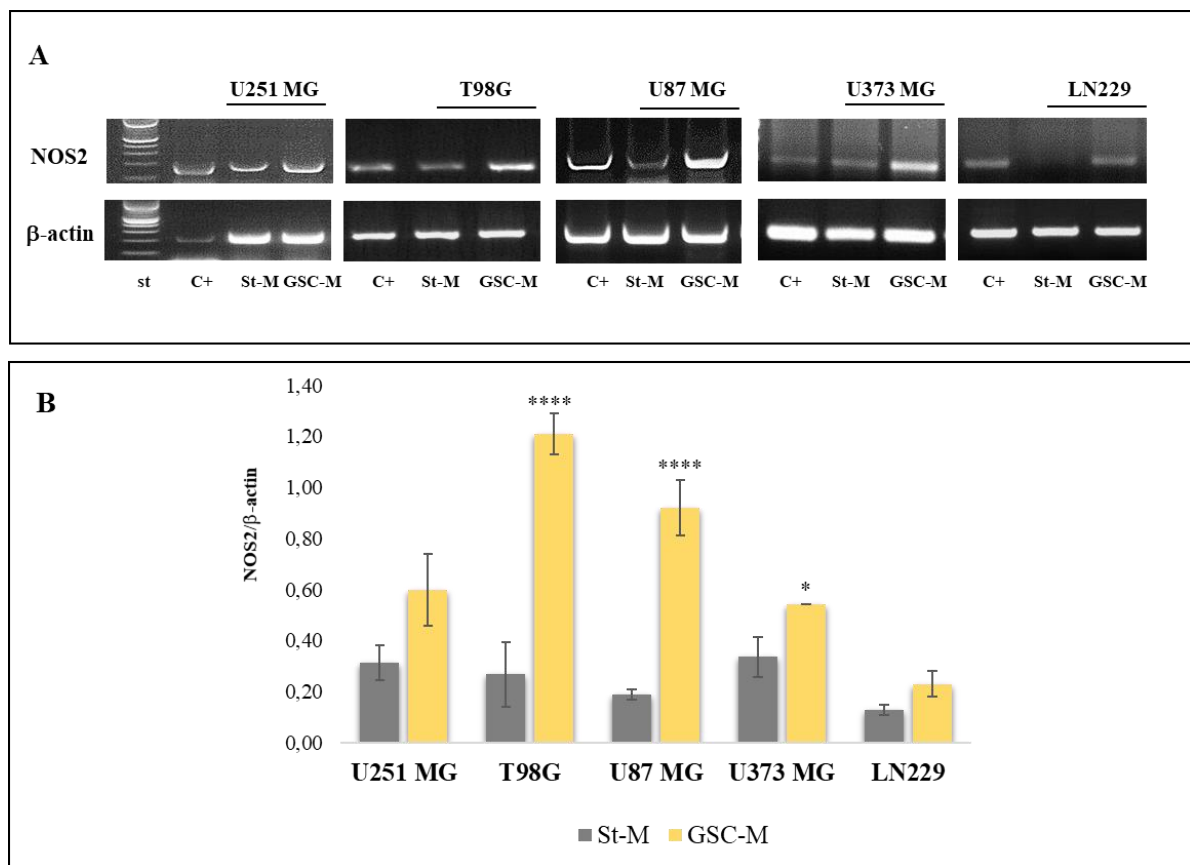 A
U251 MG T98G U87 MG U373 MG LN229
NOS2
β-actin
st C+ St-M GSC-M C+ St-M GSC-M C+ St-M GSC-M C+ St-M GSC-M C+ St-M GSC-M
B
NOS2/β-actin
1,40
1,20
1,00
0,80
0,60
0,40
0,20
0,00
****
****
*
U251 MG T98G U87 MG U373 MG LN229
St-M GSC-M